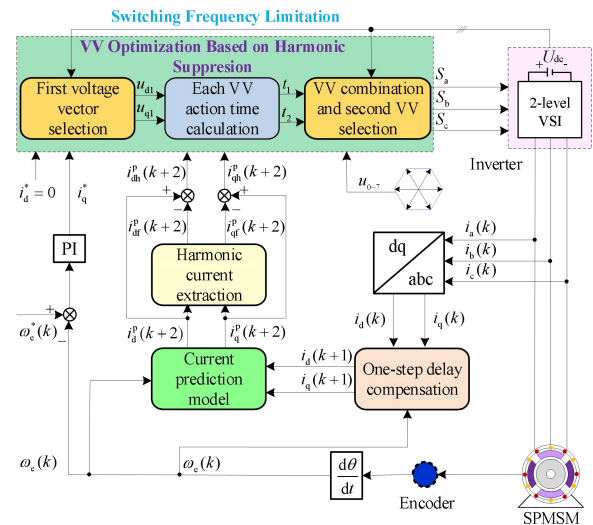 Switching Frequency Limitation
VV Optimization Based on Harmonic
Suppresion
+ U_dc -
First voltage
vector
selection
u_d1
u_q1
Each VV
action time
calculation
t_1
t_2
VV combination
and second VV
selection
S_a
S_b
S_c
2-level
VSI
Inverter
i_d^* = 0
i_q^*
i_dh^p(k+2)
i_qh^p(k+2)
u_0−7
+
−
+
−
i_df^p(k+2)
i_qf^p(k+2)
i_a(k)
i_b(k)
i_c(k)
PI
dq
abc
Harmonic
current
extraction
+
−
ω_e^*(k)
i_d(k)
i_q(k)
i_d^p(k+2)
i_q^p(k+2)
Current
prediction
model
i_d(k+1)
i_q(k+1)
One-step delay
compensation
ω_e(k)
ω_e(k)
dθ
dt
Encoder
SPMSM